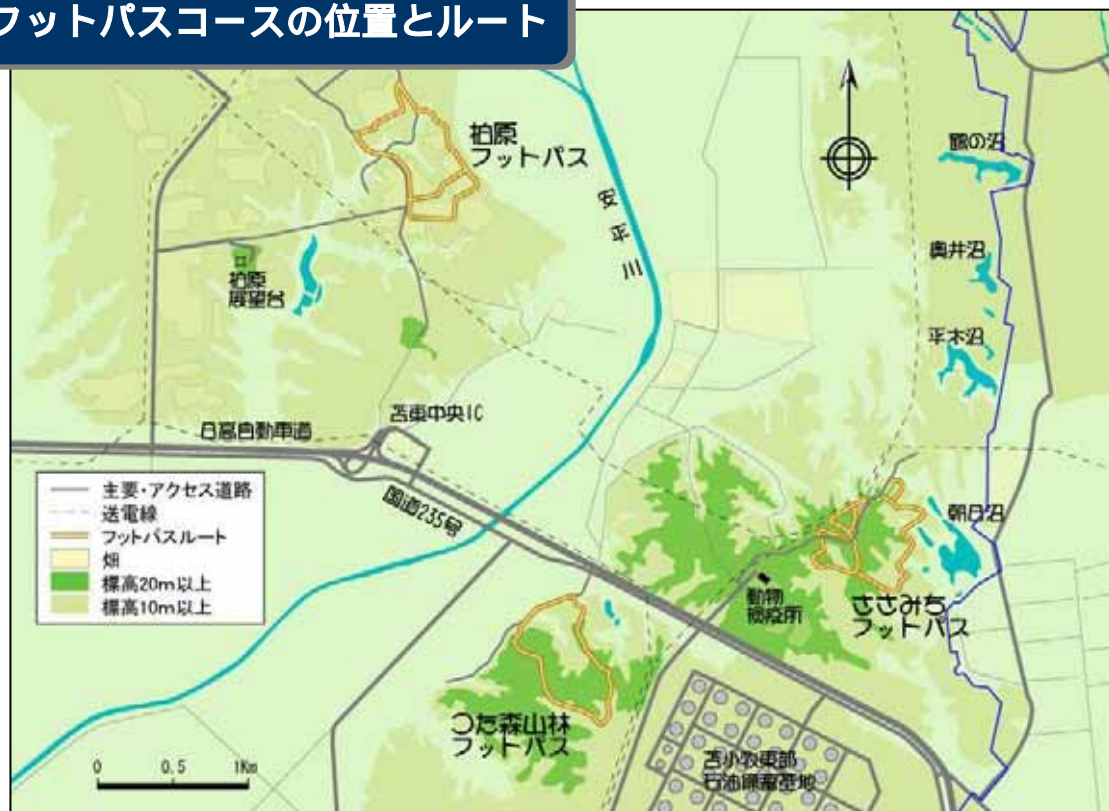 フットパスコースの位置とルート
柏原
フットパス
安平川
鶴の沼
奥井沼
平木沼
柏原
展望台
苫東中央IC
日高自動車道
国道235号
主要・アクセス道路
送電線
フットパスルート
畑
標高20m以上
標高10m以上
朝日沼
動物
検疫所
ささみち
フットパス
つた森山林
フットパス
苫小牧東部
石油備蓄基地
0 0.5 1Km